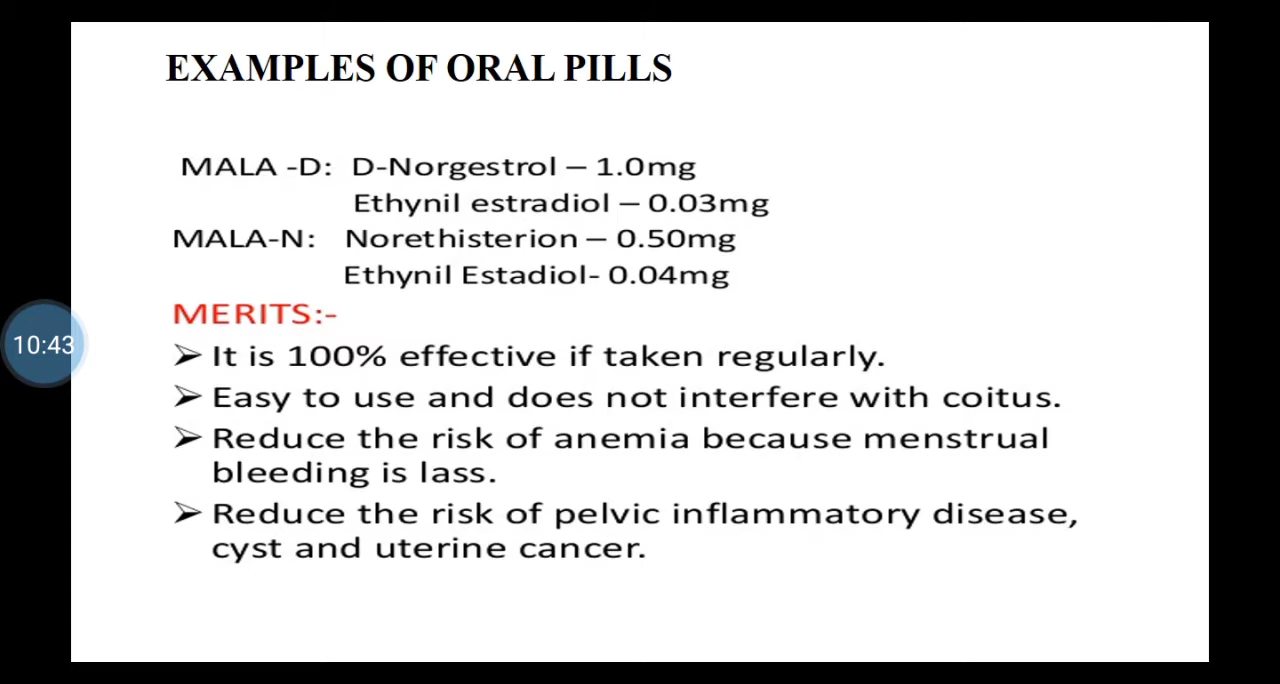 EXAMPLES OF ORAL PILLS
MALA -D: D-Norgestrol – 1.0mg
Ethynil estradiol – 0.03mg
MALA-N: Norethisterion – 0.50mg
Ethynil Estadiol- 0.04mg
MERITS:-
10:43
➢ It is 100% effective if taken regularly.
➢ Easy to use and does not interfere with coitus.
➢ Reduce the risk of anemia because menstrual
bleeding is lass.
➢ Reduce the risk of pelvic inflammatory disease,
cyst and uterine cancer.